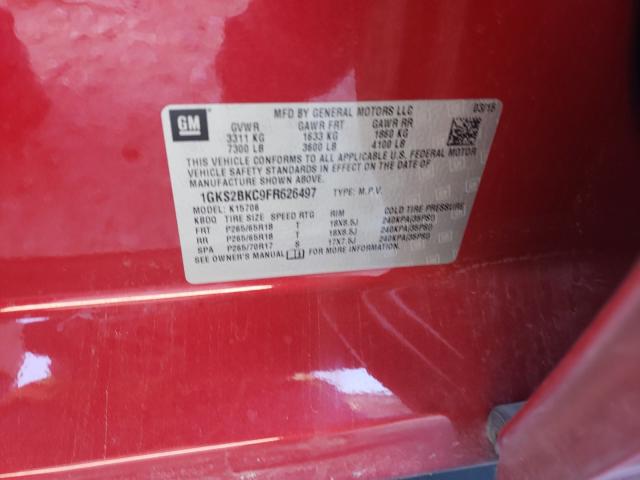 GM
MFD BY GENERAL MOTORS LLC 03/15
GVWR GAWR FRT GAWR RR
3311 KG 1633 KG 1860 KG
7300 LB 3600 LB 4100 LB
THIS VEHICLE CONFORMS TO ALL APPLICABLE U.S. FEDERAL MOTOR
VEHICLE SAFETY STANDARDS IN EFFECT ON THE DATE OF
MANUFACTURE SHOWN ABOVE.
1GKS2BKC9FR626497 TYPE: M.P.V.
MODEL: K15706
KBDQ TIRE SIZE SPEED RTG RIM COLD TIRE PRESSURE
FRT P265/65R18 T 18X8.5J 240KPA(35PSI)
RR P265/65R18 T 18X8.5J 240KPA(35PSI)
SPA P265/70R17 S 17X7.5J 240KPA(35PSI)
SEE OWNER'S MANUAL